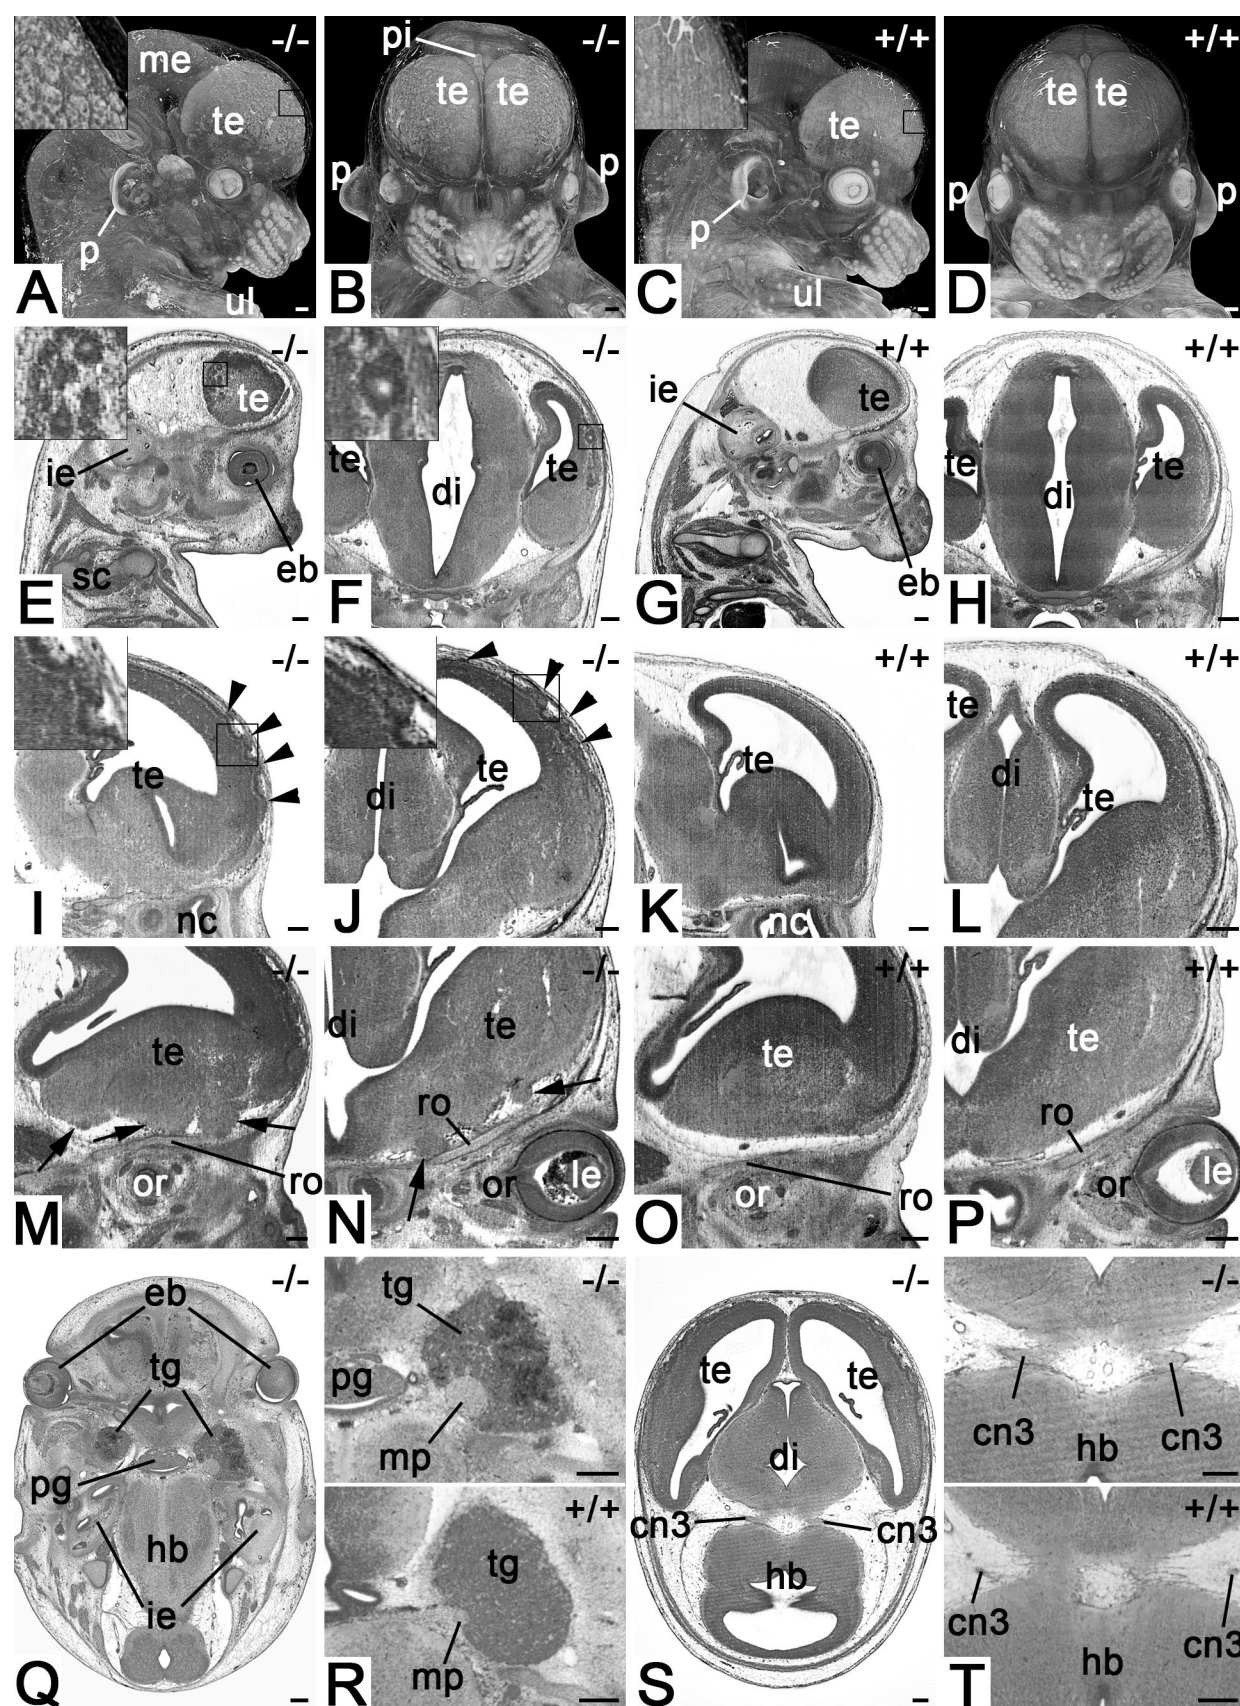 -/- -/- +/+ +/+
me pi
te te te te te te
p p p p p p
ul ul
A B C D
-/- -/- +/+ +/+
te te te te te te
ie di ie di
sc eb eb
E F G H
-/- -/- +/+ +/+
te te te te te
di di
nc nc
I J K L
-/- -/- +/+ +/+
te te te te
di di
ro ro ro ro
or or le or or le
M N O P
-/- -/- -/- -/-
eb tg te te
tg pg cn3 cn3
pg mp di hb
+/+ +/+
hb tg cn3 cn3 cn3 cn3
ie mp hb hb
Q R S T